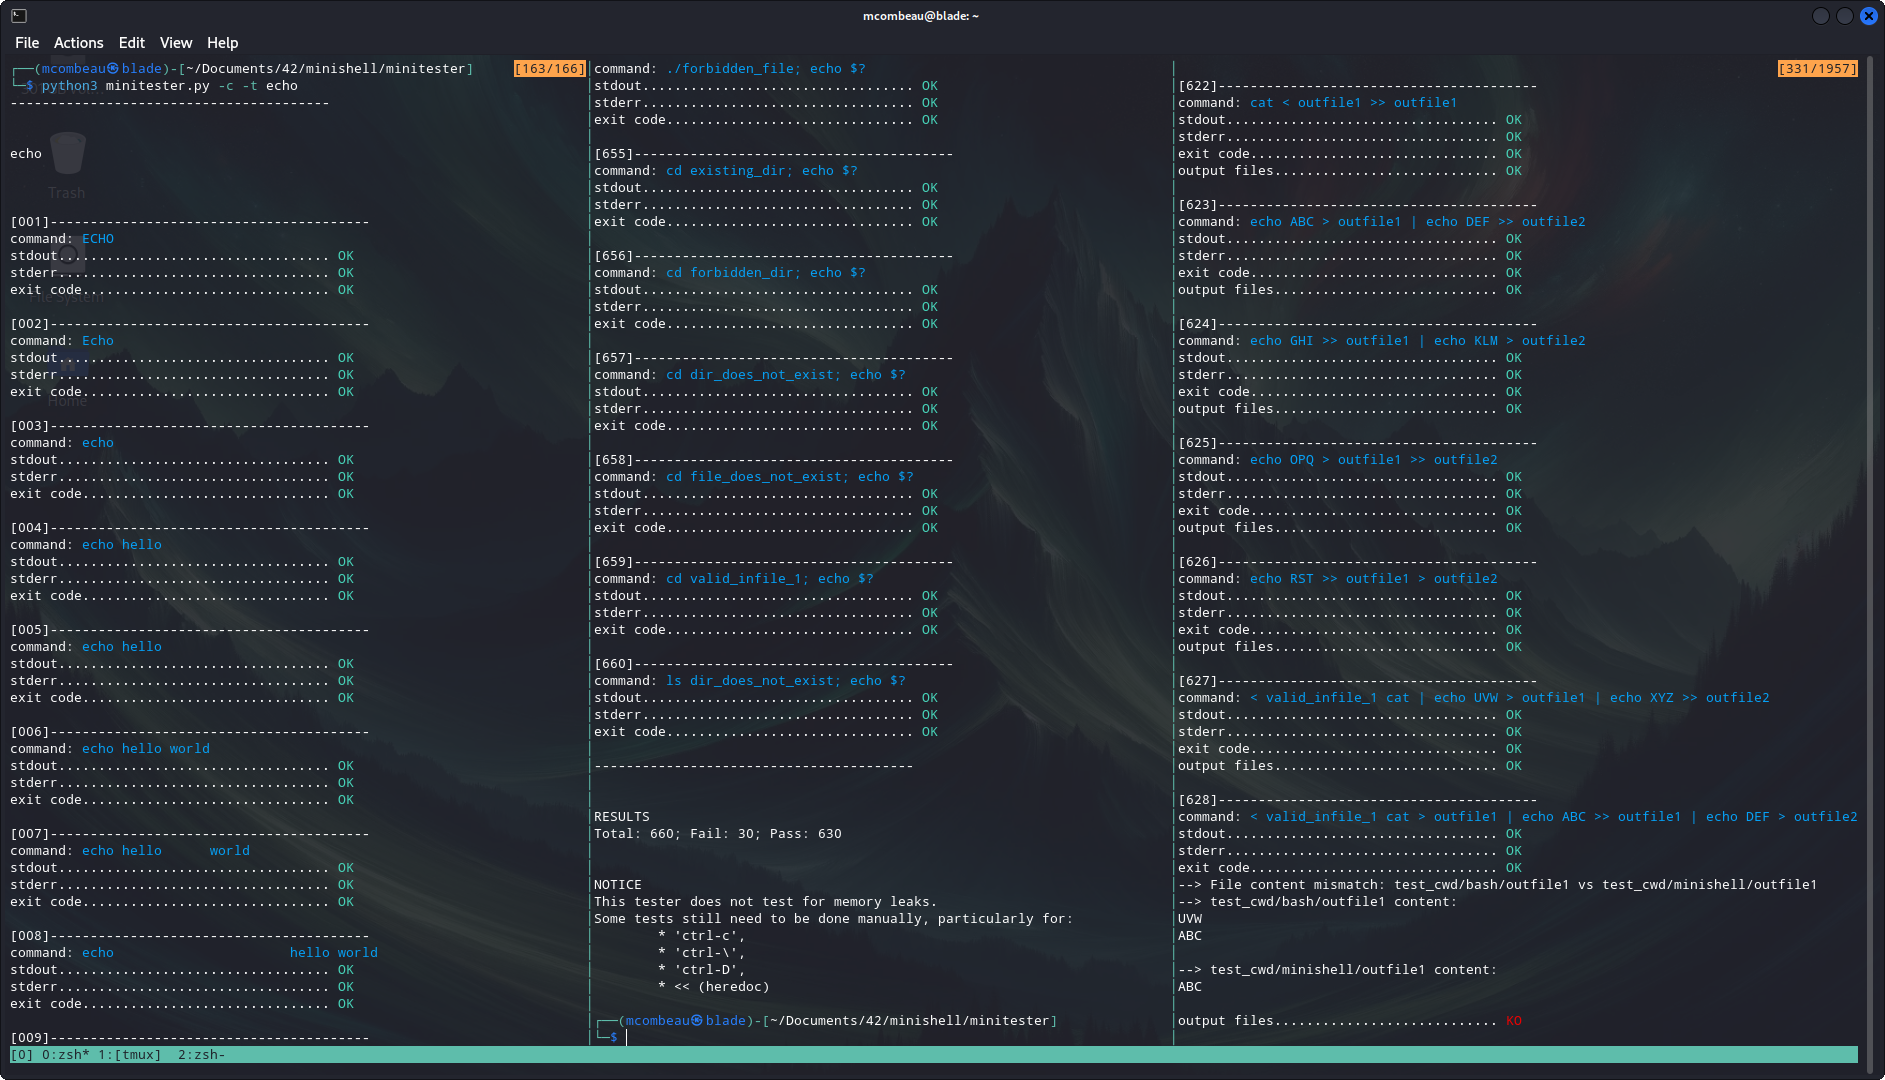 mcombeau@blade: ~
File Actions Edit View Help
┌──(mcombeau㉿blade)-[~/Documents/42/minishell/minitester] [163/166]
└─$ python3 minitester.py -c -t echo
----------------------------------------
echo
Trash
[001]----------------------------------------
command: ECHO
stdout.................................. OK
stderr.................................. OK
exit code............................... OK
File System
[002]----------------------------------------
command: Echo
stdout.................................. OK
stderr.................................. OK
exit code............................... OK
Home
[003]----------------------------------------
command: echo
stdout.................................. OK
stderr.................................. OK
exit code............................... OK
[004]----------------------------------------
command: echo hello
stdout.................................. OK
stderr.................................. OK
exit code............................... OK
[005]----------------------------------------
command: echo hello
stdout.................................. OK
stderr.................................. OK
exit code............................... OK
[006]----------------------------------------
command: echo hello world
stdout.................................. OK
stderr.................................. OK
exit code............................... OK
[007]----------------------------------------
command: echo hello      world
stdout.................................. OK
stderr.................................. OK
exit code............................... OK
[008]----------------------------------------
command: echo                      hello world
stdout.................................. OK
stderr.................................. OK
exit code............................... OK
[009]----------------------------------------
command: ./forbidden_file; echo $?
stdout.................................. OK
stderr.................................. OK
exit code............................... OK
[655]----------------------------------------
command: cd existing_dir; echo $?
stdout.................................. OK
stderr.................................. OK
exit code............................... OK
[656]----------------------------------------
command: cd forbidden_dir; echo $?
stdout.................................. OK
stderr.................................. OK
exit code............................... OK
[657]----------------------------------------
command: cd dir_does_not_exist; echo $?
stdout.................................. OK
stderr.................................. OK
exit code............................... OK
[658]----------------------------------------
command: cd file_does_not_exist; echo $?
stdout.................................. OK
stderr.................................. OK
exit code............................... OK
[659]----------------------------------------
command: cd valid_infile_1; echo $?
stdout.................................. OK
stderr.................................. OK
exit code............................... OK
[660]----------------------------------------
command: ls dir_does_not_exist; echo $?
stdout.................................. OK
stderr.................................. OK
exit code............................... OK
----------------------------------------
RESULTS
Total: 660; Fail: 30; Pass: 630
NOTICE
This tester does not test for memory leaks.
Some tests still need to be done manually, particularly for:
* 'ctrl-c',
* 'ctrl-\',
* 'ctrl-D',
* << (heredoc)
┌──(mcombeau㉿blade)-[~/Documents/42/minishell/minitester]
└─$
[331/1957]
[622]----------------------------------------
command: cat < outfile1 >> outfile1
stdout.................................. OK
stderr.................................. OK
exit code............................... OK
output files............................ OK
[623]----------------------------------------
command: echo ABC > outfile1 | echo DEF >> outfile2
stdout.................................. OK
stderr.................................. OK
exit code............................... OK
output files............................ OK
[624]----------------------------------------
command: echo GHI >> outfile1 | echo KLM > outfile2
stdout.................................. OK
stderr.................................. OK
exit code............................... OK
output files............................ OK
[625]----------------------------------------
command: echo OPQ > outfile1 >> outfile2
stdout.................................. OK
stderr.................................. OK
exit code............................... OK
output files............................ OK
[626]----------------------------------------
command: echo RST >> outfile1 > outfile2
stdout.................................. OK
stderr.................................. OK
exit code............................... OK
output files............................ OK
[627]----------------------------------------
command: < valid_infile_1 cat | echo UVW > outfile1 | echo XYZ >> outfile2
stdout.................................. OK
stderr.................................. OK
exit code............................... OK
output files............................ OK
[628]----------------------------------------
command: < valid_infile_1 cat > outfile1 | echo ABC >> outfile1 | echo DEF > outfile2
stdout.................................. OK
stderr.................................. OK
exit code............................... OK
--> File content mismatch: test_cwd/bash/outfile1 vs test_cwd/minishell/outfile1
--> test_cwd/bash/outfile1 content:
UVW
ABC
--> test_cwd/minishell/outfile1 content:
ABC
output files............................ KO
[0] 0:zsh* 1:[tmux]  2:zsh-